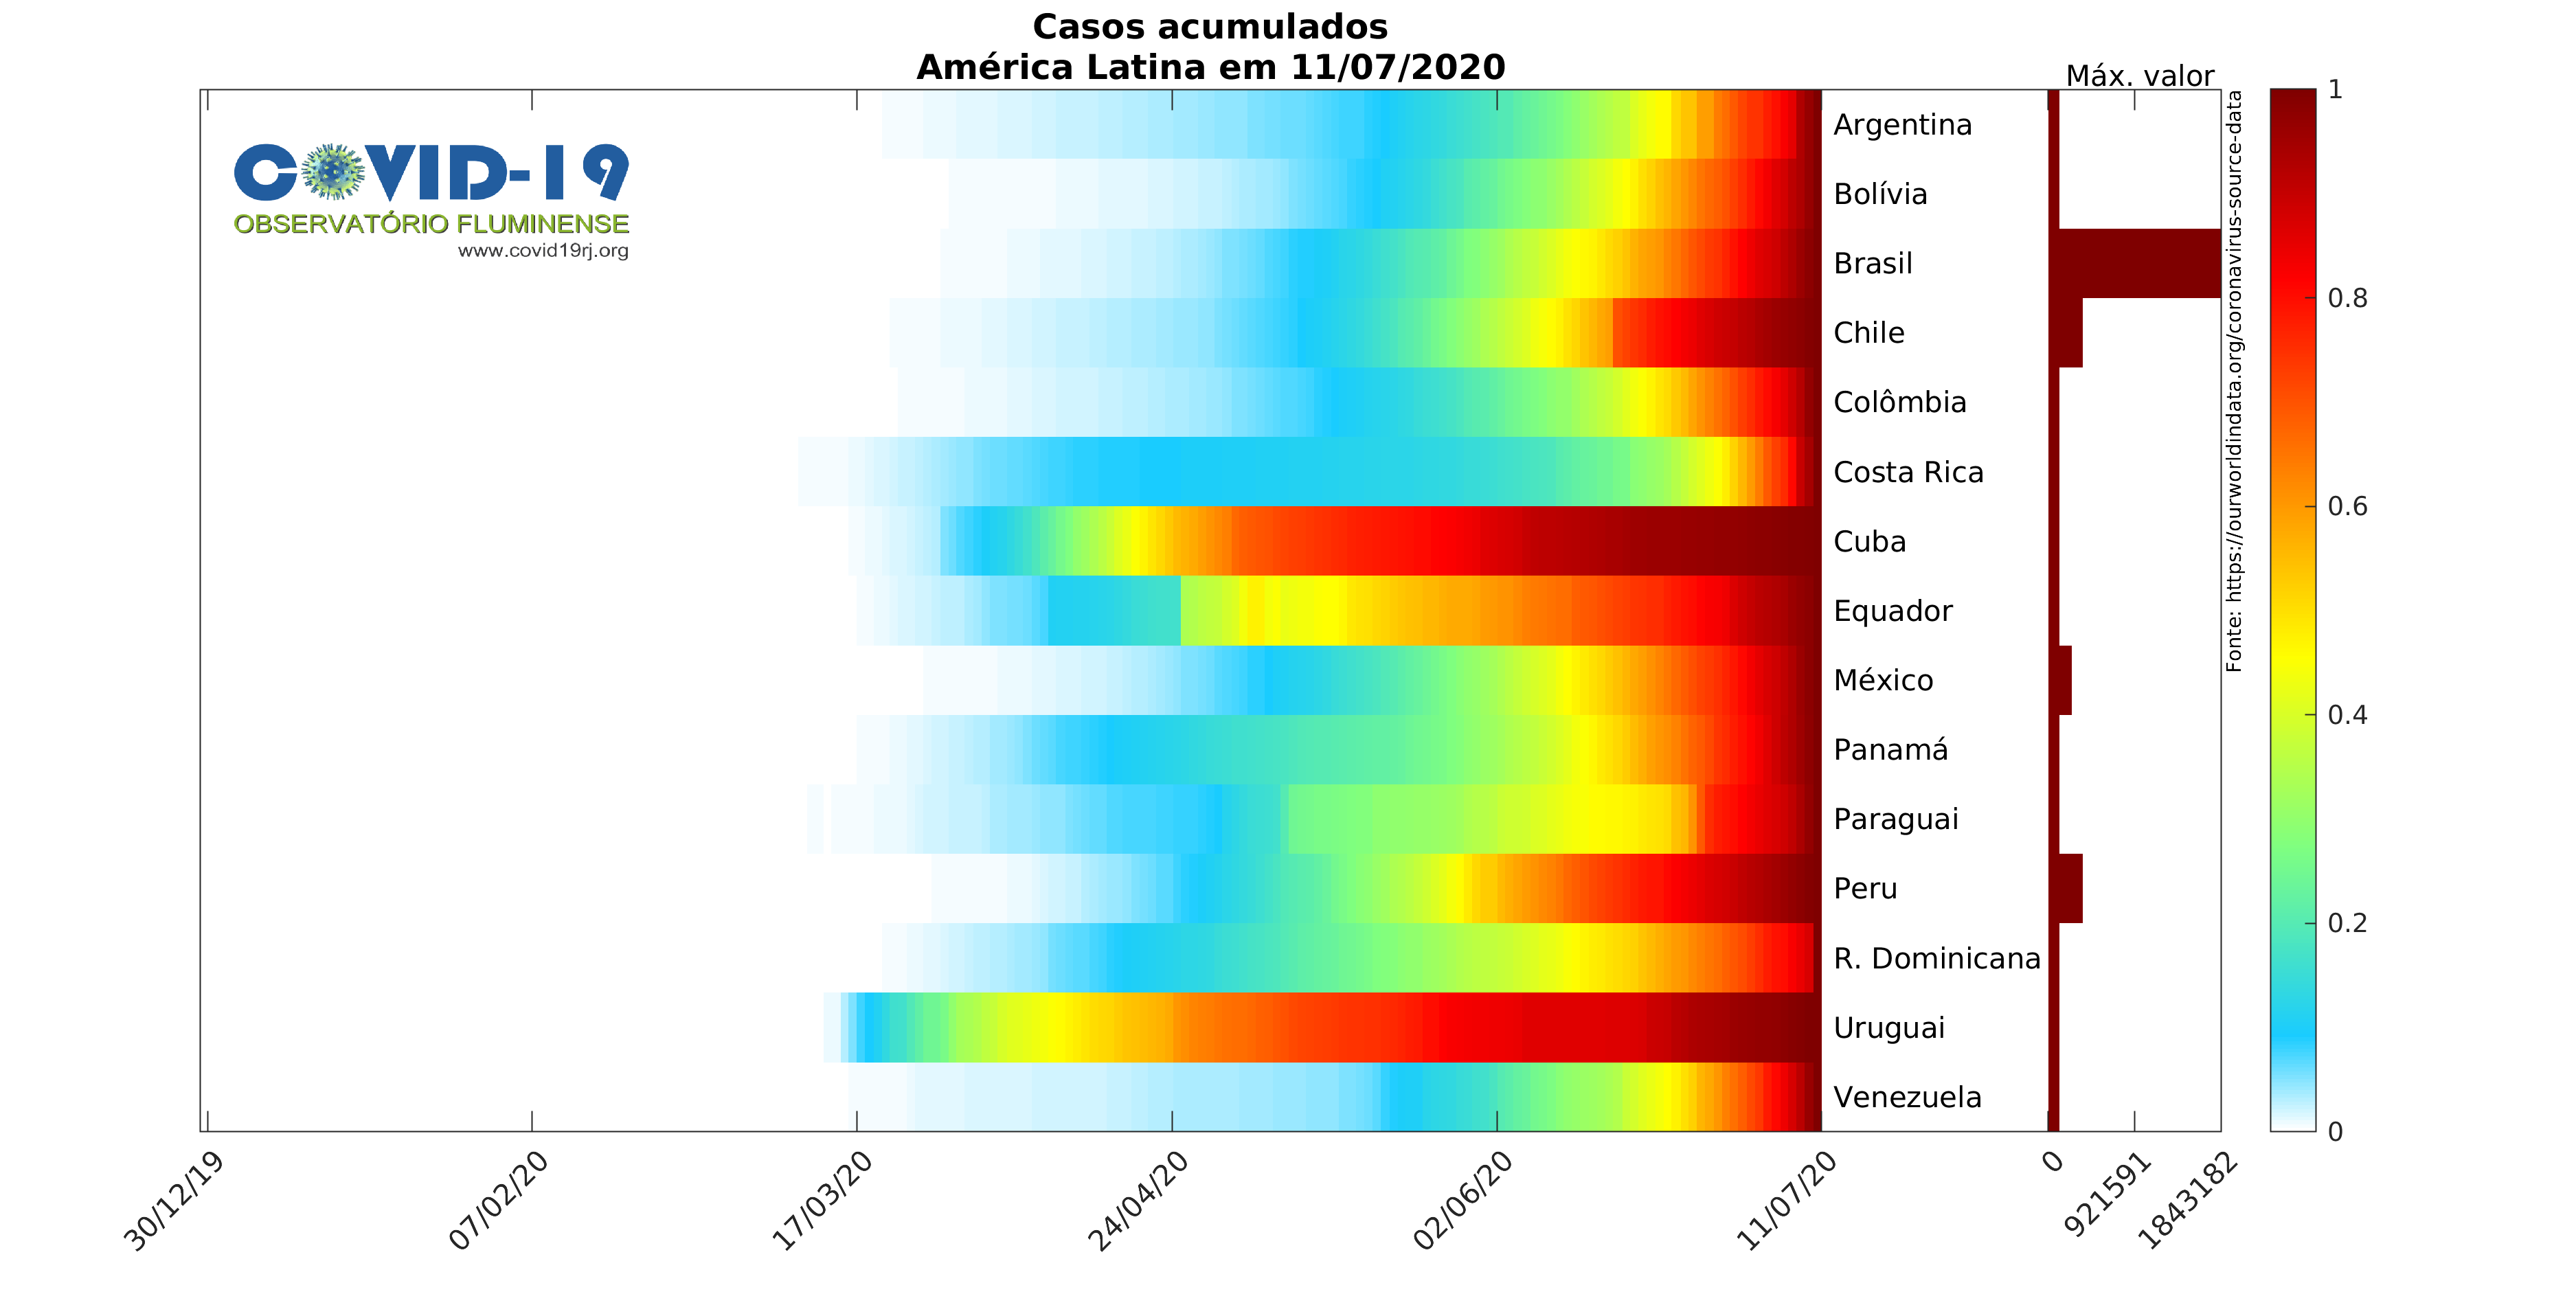 Casos acumulados
América Latina em 11/07/2020
Máx. valor
COVID-19
OBSERVATÓRIO FLUMINENSE
www.covid19rj.org
Argentina
Bolívia
Brasil
Chile
Colômbia
Costa Rica
Cuba
Equador
México
Panamá
Paraguai
Peru
R. Dominicana
Uruguai
Venezuela
Fonte: https://ourworldindata.org/coronavirus-source-data
1
0.8
0.6
0.4
0.2
0
30/12/19
07/02/20
17/03/20
24/04/20
02/06/20
11/07/20
0
921591
1843182